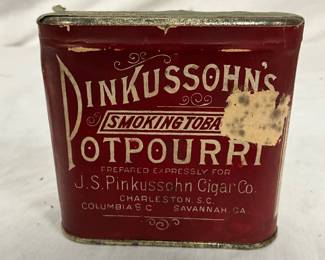 PINKUSSOHN'S
SMOKING TOBA
POTPOURRI
PREPARED EXPRESSLY FOR
J.S. Pinkussohn Cigar Co.
CHARLESTON, S.C.
COLUMBIA S C SAVANNAH, GA.